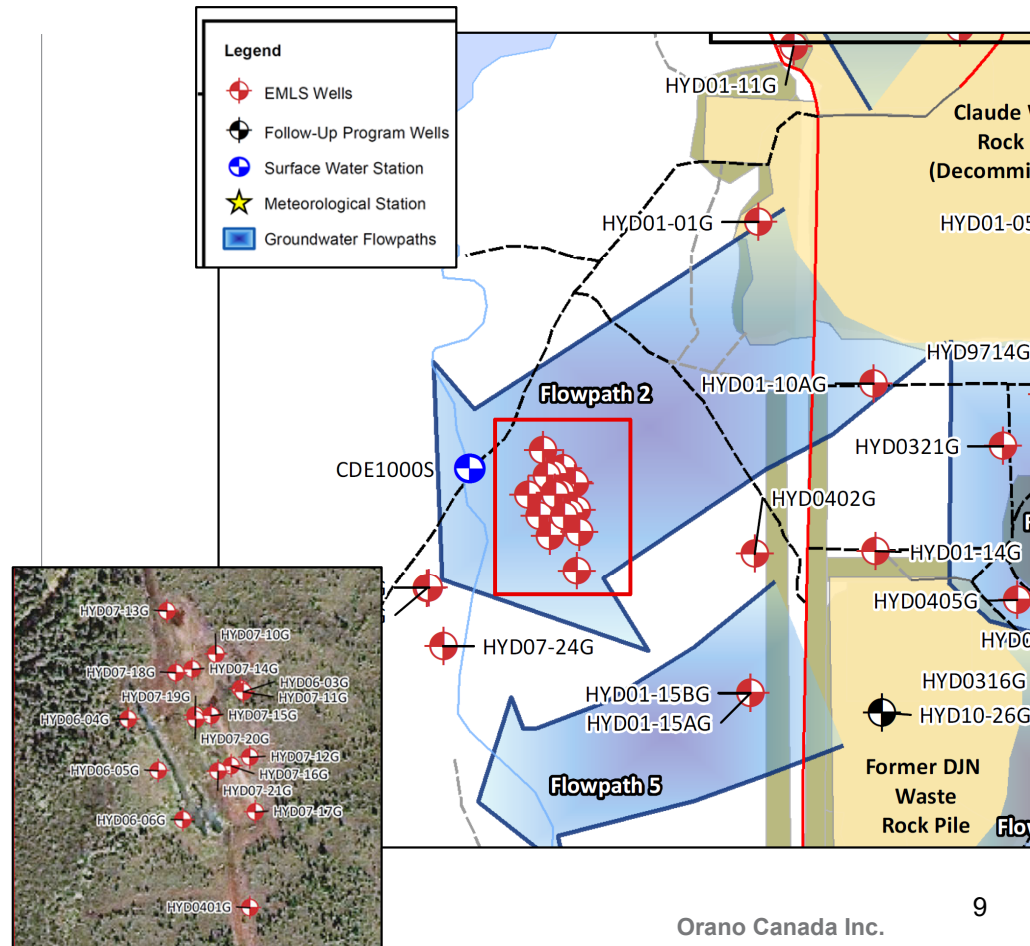 Legend
EMLS Wells
Follow-Up Program Wells
Surface Water Station
Meteorological Station
Groundwater Flowpaths
HYD01-11G
Claude
Rock
(Decommi
HYD01-01G
HYD01-05
HYD9714G
HYD01-10AG
Flowpath 2
HYD0321G
CDE1000S
HYD0402G
HYD01-14G
HYD0405G
HYD07-24G
HYD0316G
HYD01-15BG
HYD10-26G
HYD01-15AG
Former DJN
Waste
Rock Pile
Flowpath 5
Flow
HYD07-13G
HYD07-10G
HYD07-18G
HYD07-14G
HYD06-03G
HYD07-11G
HYD07-19G
HYD06-04G
HYD07-15G
HYD07-20G
HYD07-12G
HYD06-05G
HYD07-16G
HYD07-21G
HYD07-17G
HYD06-06G
HYD0401G
9
Orano Canada Inc.